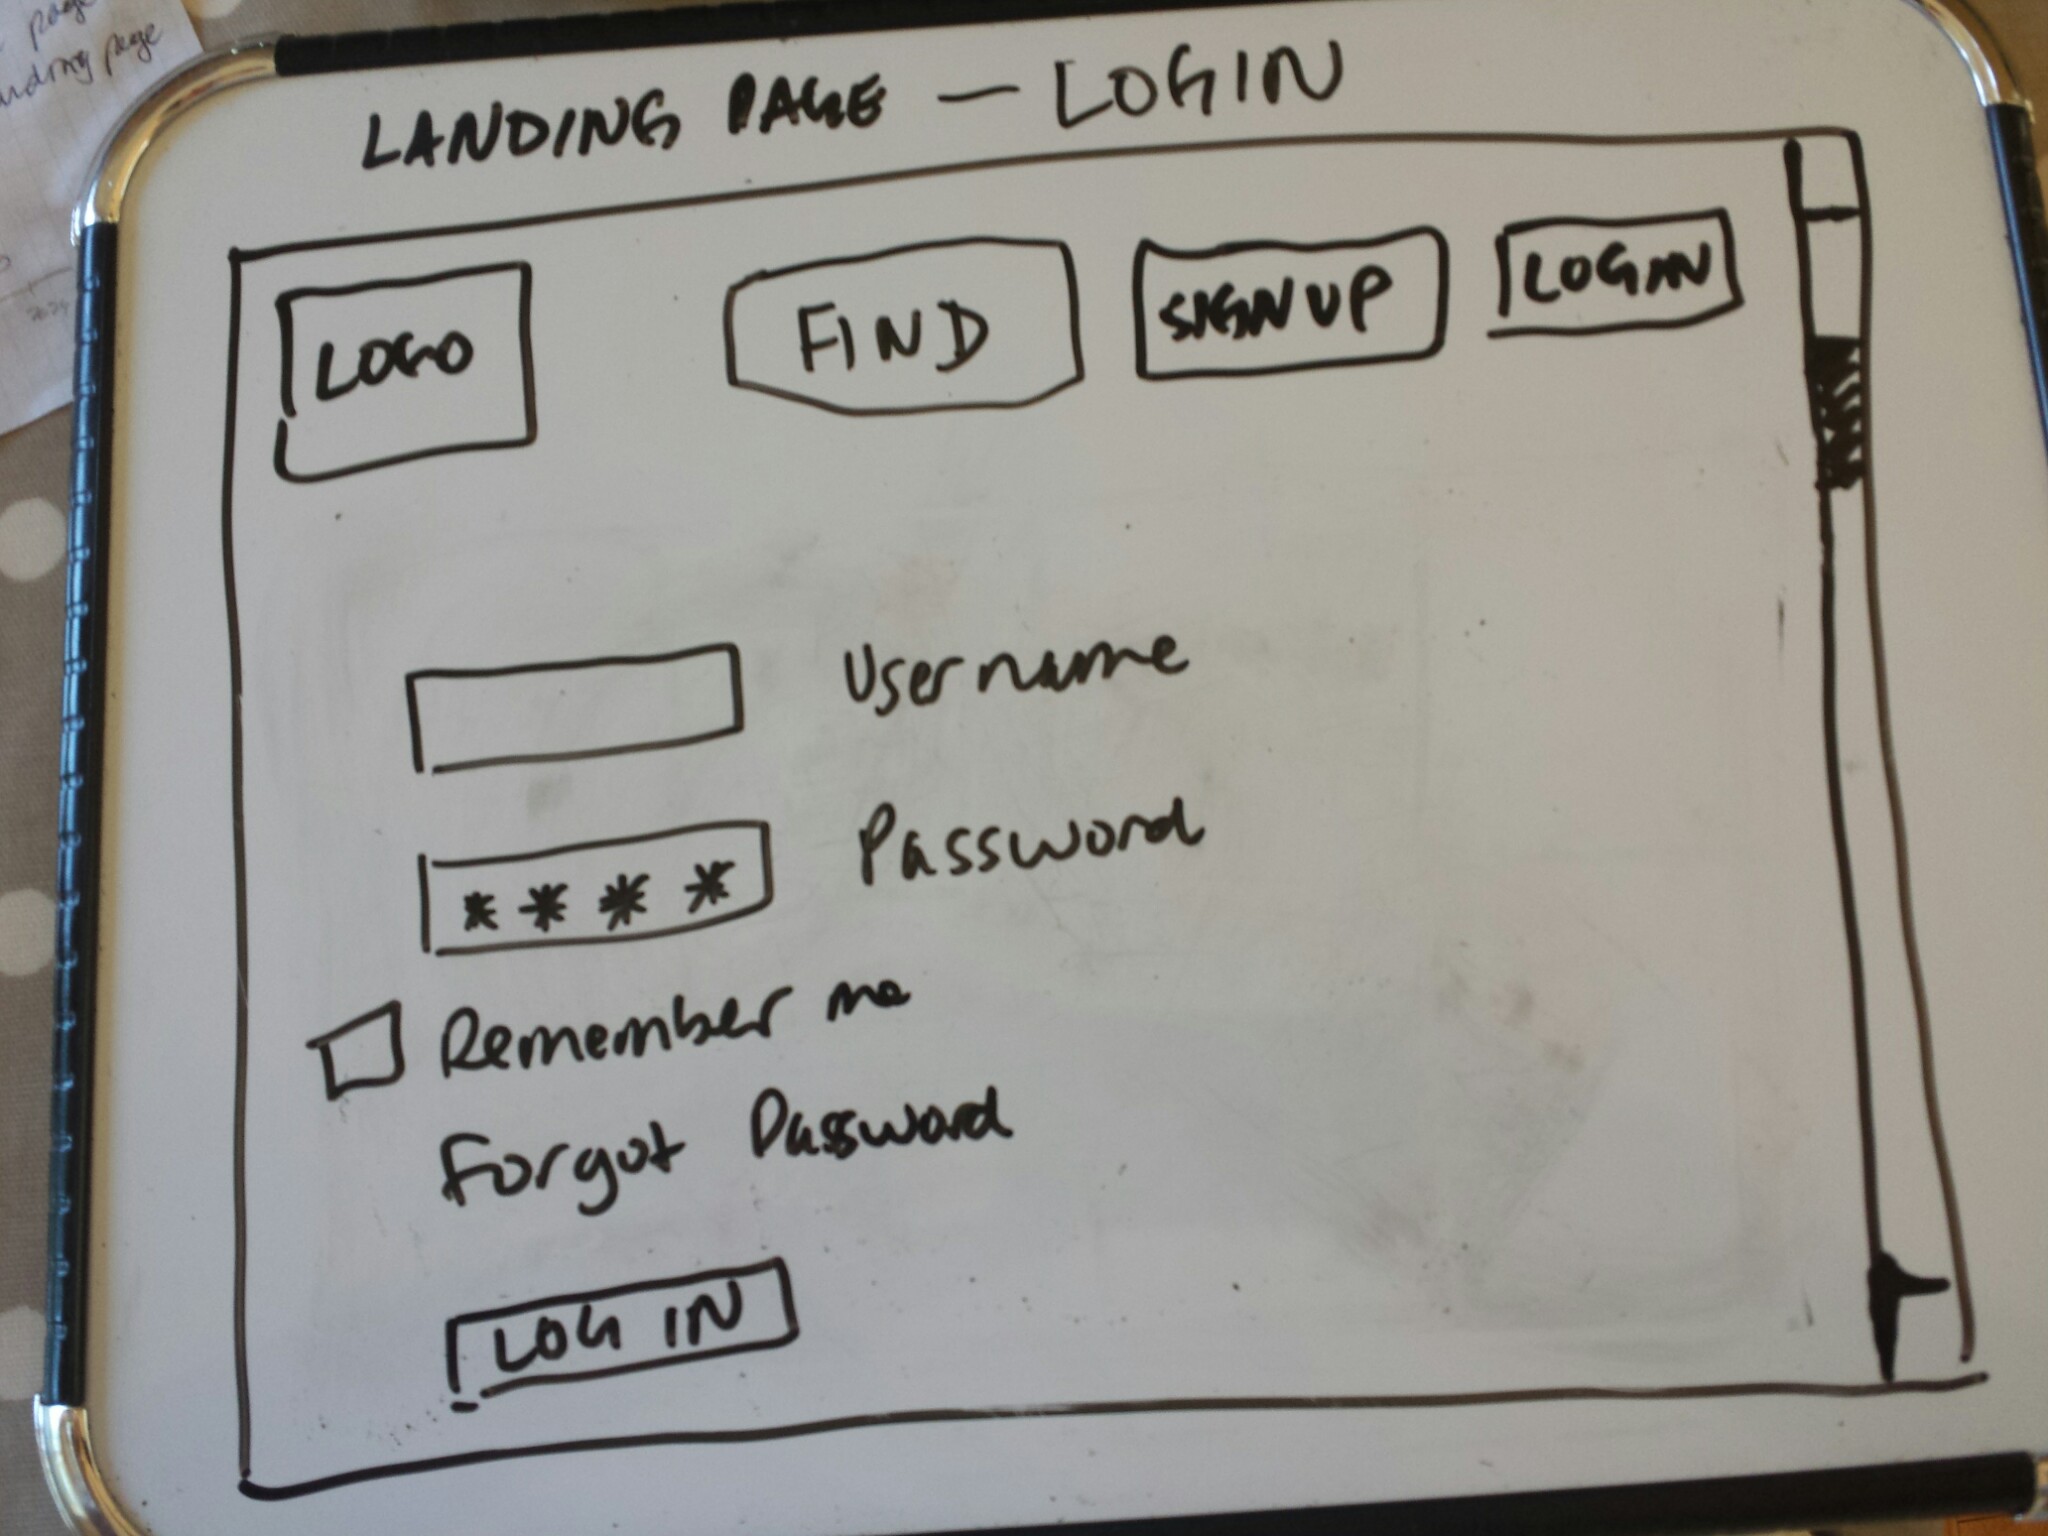 page
landing page
LANDING PAGE — LOGIN
LOGO
FIND
SIGNUP
LOGIN
Username
**** Password
Remember me
Forgot Password
LOG IN